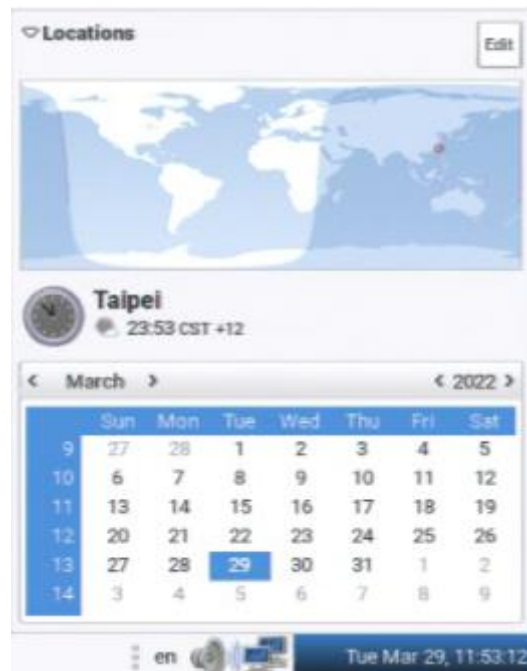 Locations
Edit
Taipei
23:53 CST +12
< March >
< 2022 >
Sun Mon Tue Wed Thu Fri Sat
9 27 28 1 2 3 4 5
10 6 7 8 9 10 11 12
11 13 14 15 16 17 18 19
12 20 21 22 23 24 25 26
13 27 28 29 30 31 1 2
14 3 4 5 6 7 8 9
en
Tue Mar 29, 11:53:12